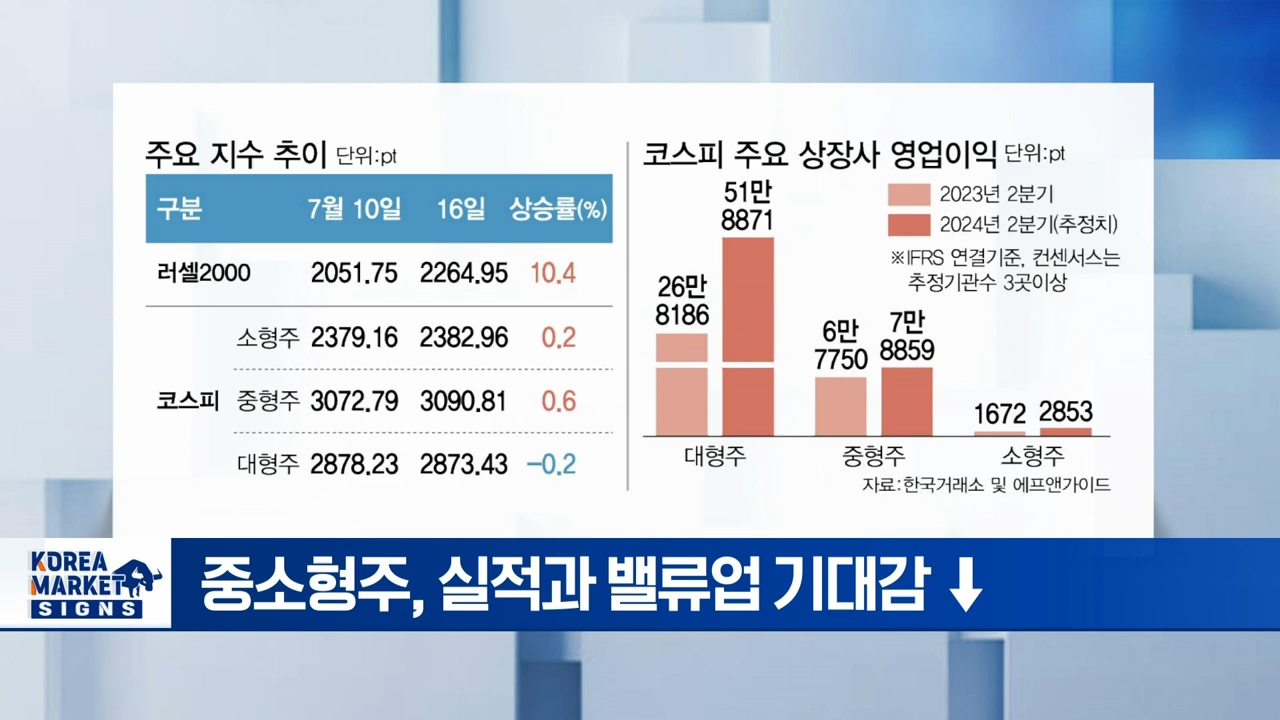 주요 지수 추이 단위:pt
구분 7월 10일 16일 상승률(%)
러셀2000 2051.75 2264.95 10.4
소형주 2379.16 2382.96 0.2
코스피 중형주 3072.79 3090.81 0.6
대형주 2878.23 2873.43 -0.2
코스피 주요 상장사 영업이익 단위:pt
2023년 2분기
2024년 2분기(추정치)
※IFRS 연결기준, 컨센서스는
추정기관수 3곳이상
26만
8186
51만
8871
6만
7750
7만
8859
1672
2853
대형주 중형주 소형주
자료:한국거래소 및 에프앤가이드
KOREA
MARKET
SIGNS
중소형주, 실적과 밸류업 기대감 ↓